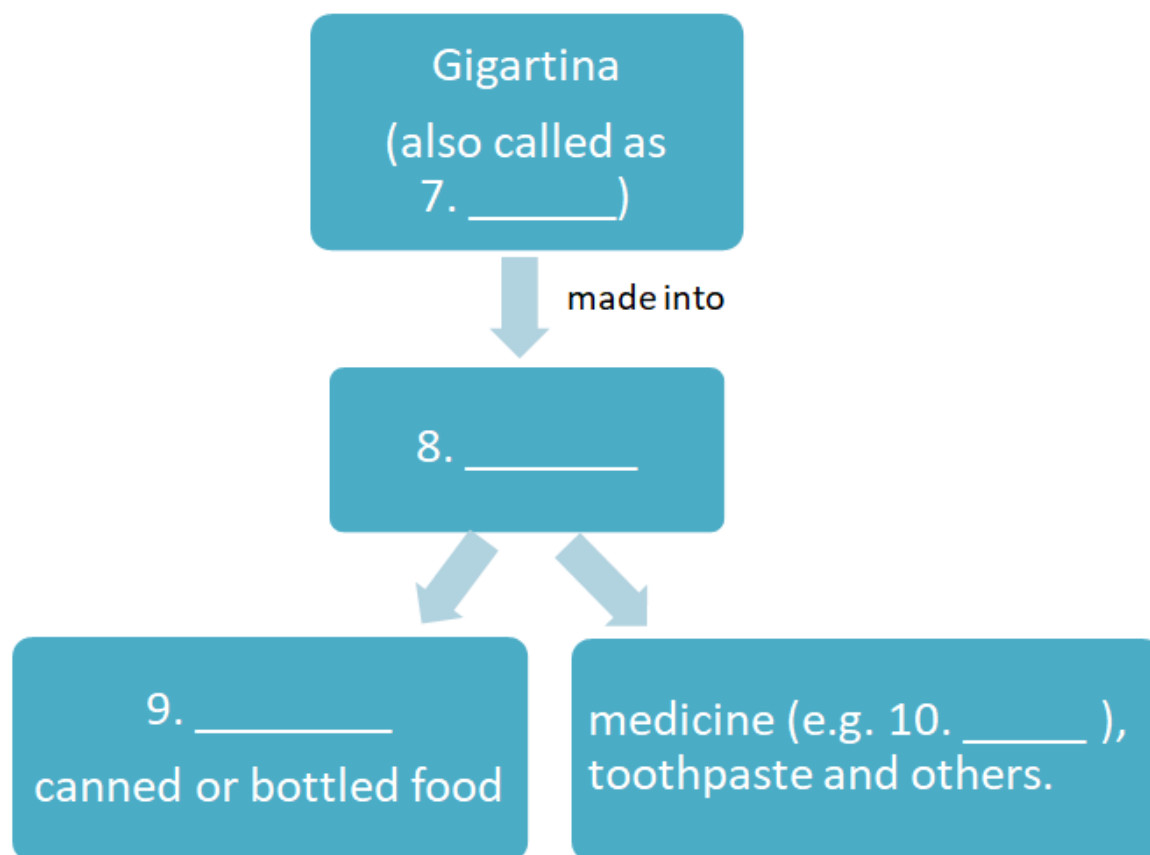 Gigartina
(also called as
7. ______)
made into
8. _______
9. ________
canned or bottled food
medicine (e.g. 10. _____ ),
toothpaste and others.